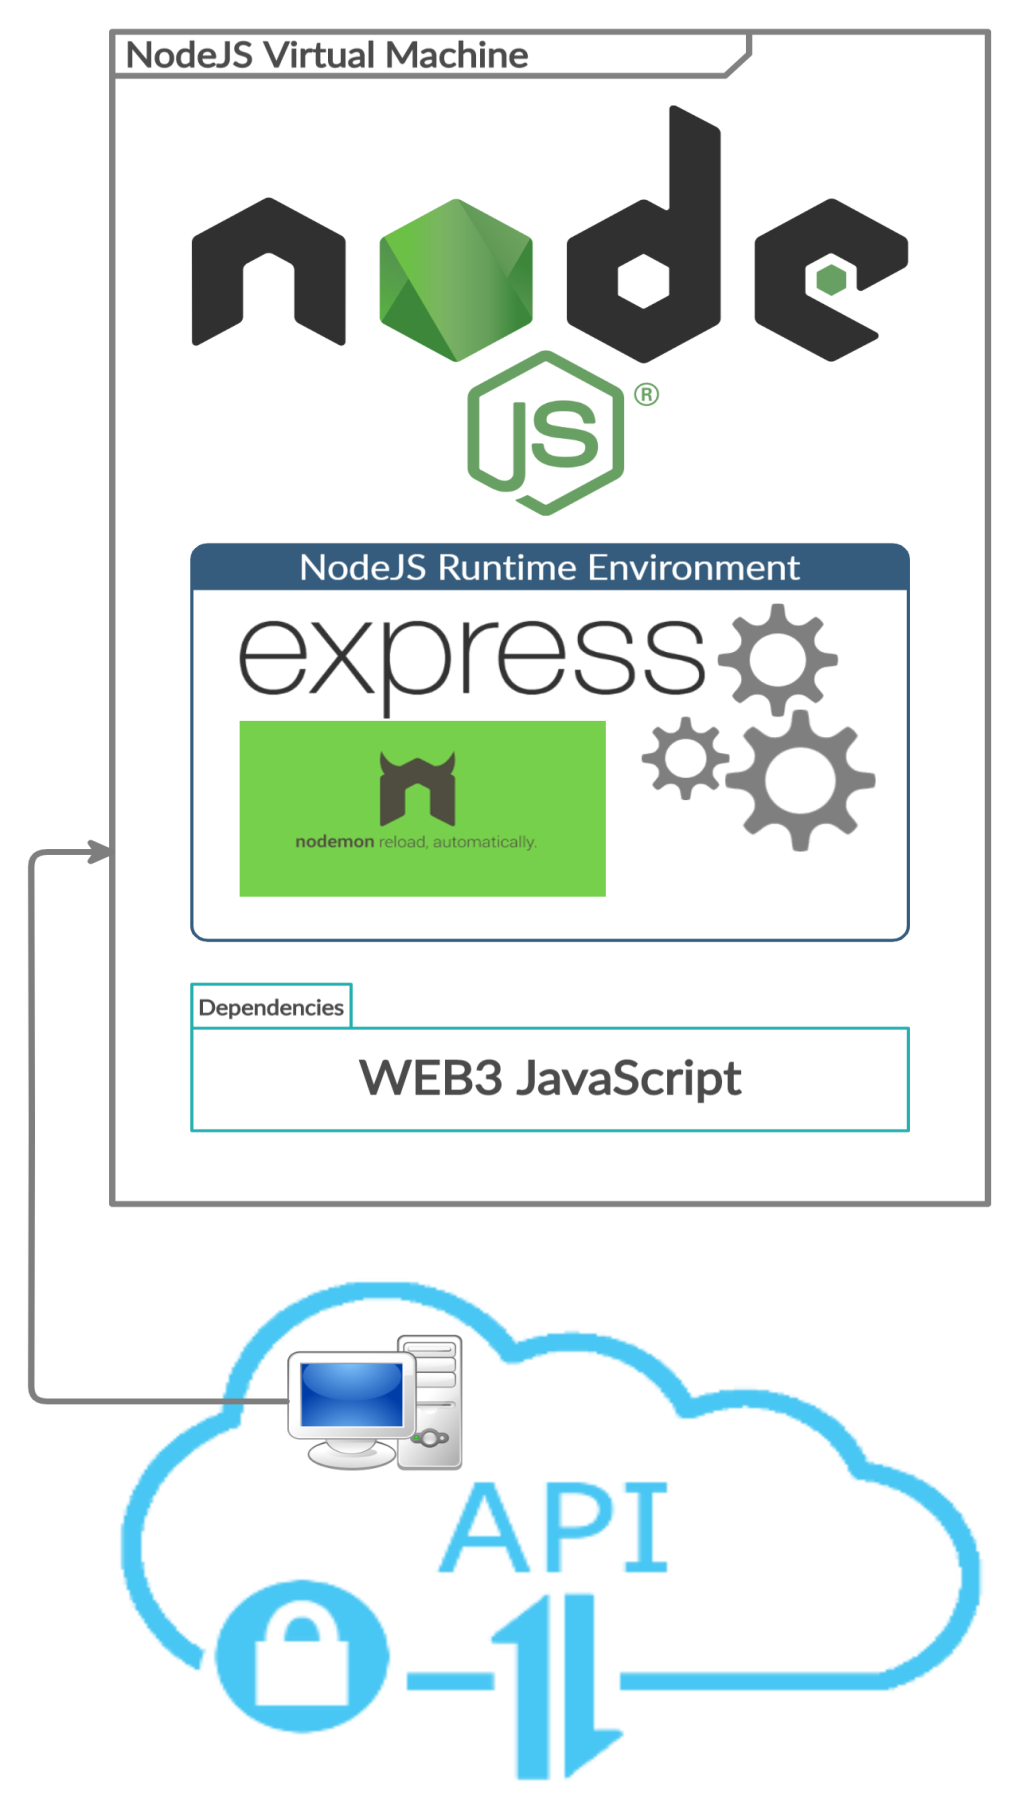 NodeJS Virtual Machine
node
JS ®
NodeJS Runtime Environment
express
nodemon reload, automatically.
Dependencies
WEB3 JavaScript
API